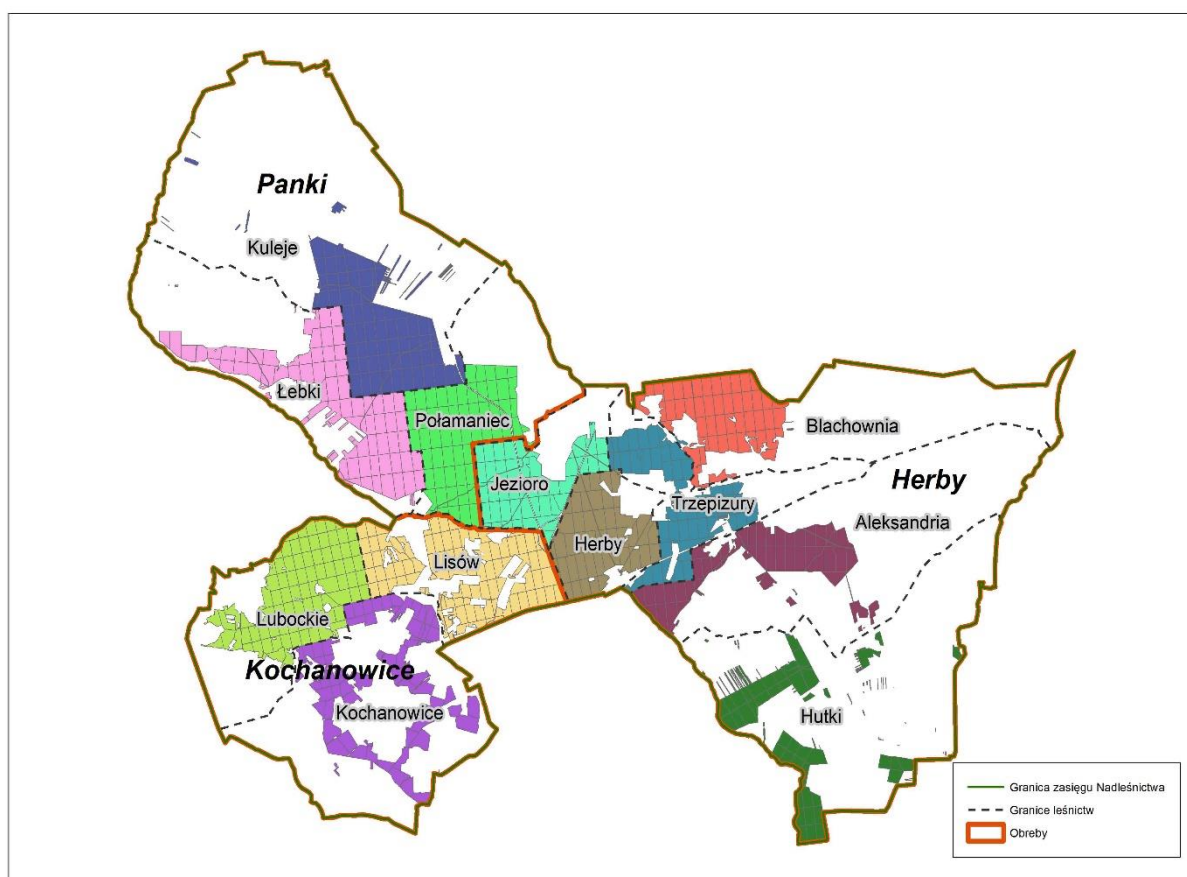 Panki
Kuleje
Łebki
Połamaniec
Blachownia
Herby
Jezioro
Trzepizury
Aleksandria
Herby
Lisów
Lubockie
Kochanowice
Kochanowice
Hutki
Granica zasięgu Nadleśnictwa
Granice leśnictw
Obreby